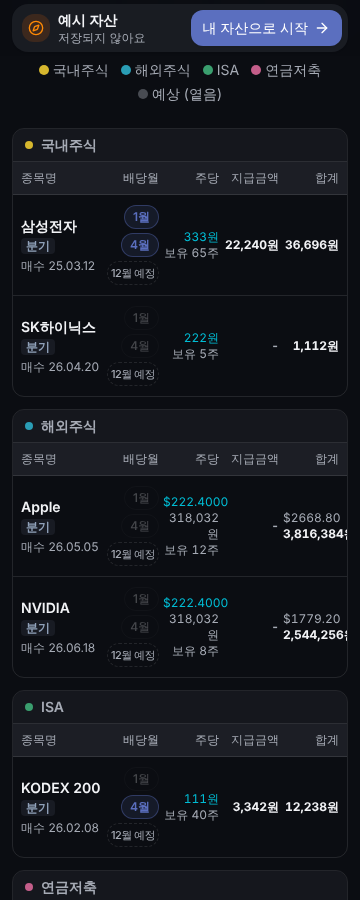 예시 자산
저장되지 않아요
내 자산으로 시작 →
국내주식 해외주식 ISA 연금저축
예상 (옅음)
국내주식
종목명 배당월 주당 지급금액 합계
삼성전자
분기
매수 25.03.12
1월
4월
12월 예정
333원
보유 65주
22,240원 36,696원
SK하이닉스
분기
매수 26.04.20
1월
4월
12월 예정
222원
보유 5주
- 1,112원
해외주식
종목명 배당월 주당 지급금액 합계
Apple
분기
매수 26.05.05
1월
4월
12월 예정
$222.4000
318,032
원
보유 12주
- $2668.80
3,816,384
NVIDIA
분기
매수 26.06.18
1월
4월
12월 예정
$222.4000
318,032
원
보유 8주
- $1779.20
2,544,256
ISA
종목명 배당월 주당 지급금액 합계
KODEX 200
분기
매수 26.02.08
1월
4월
12월 예정
111원
보유 40주
3,342원 12,238원
연금저축